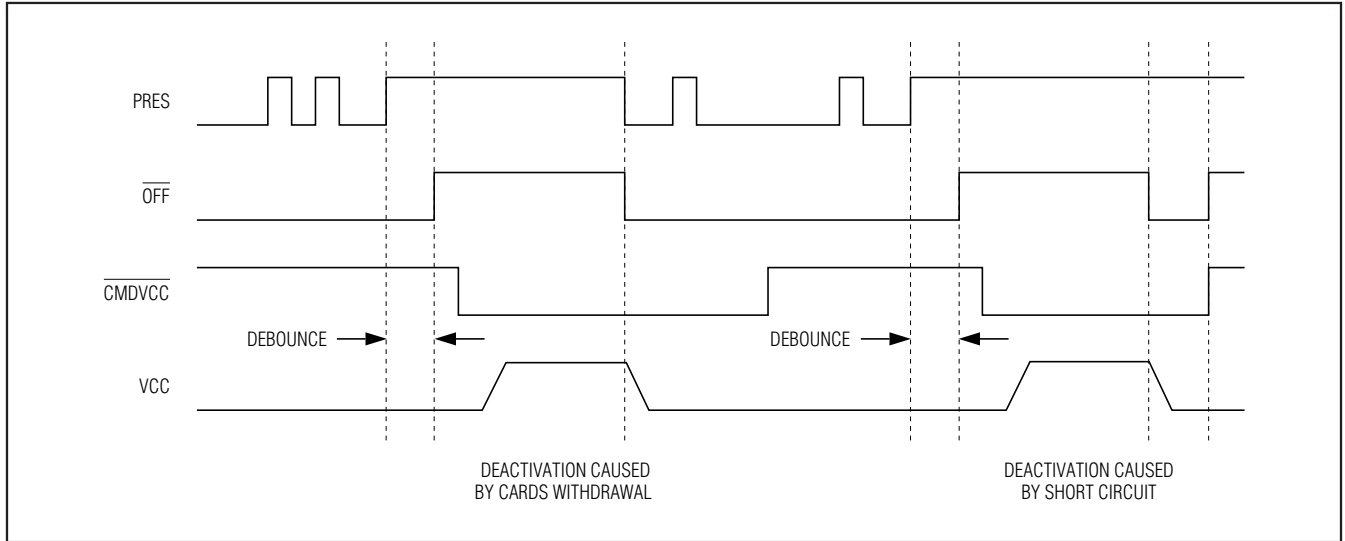 PRES
OFF
CMDVCC
DEBOUNCE
DEBOUNCE
VCC
DEACTIVATION CAUSED
BY CARDS WITHDRAWAL
DEACTIVATION CAUSED
BY SHORT CIRCUIT